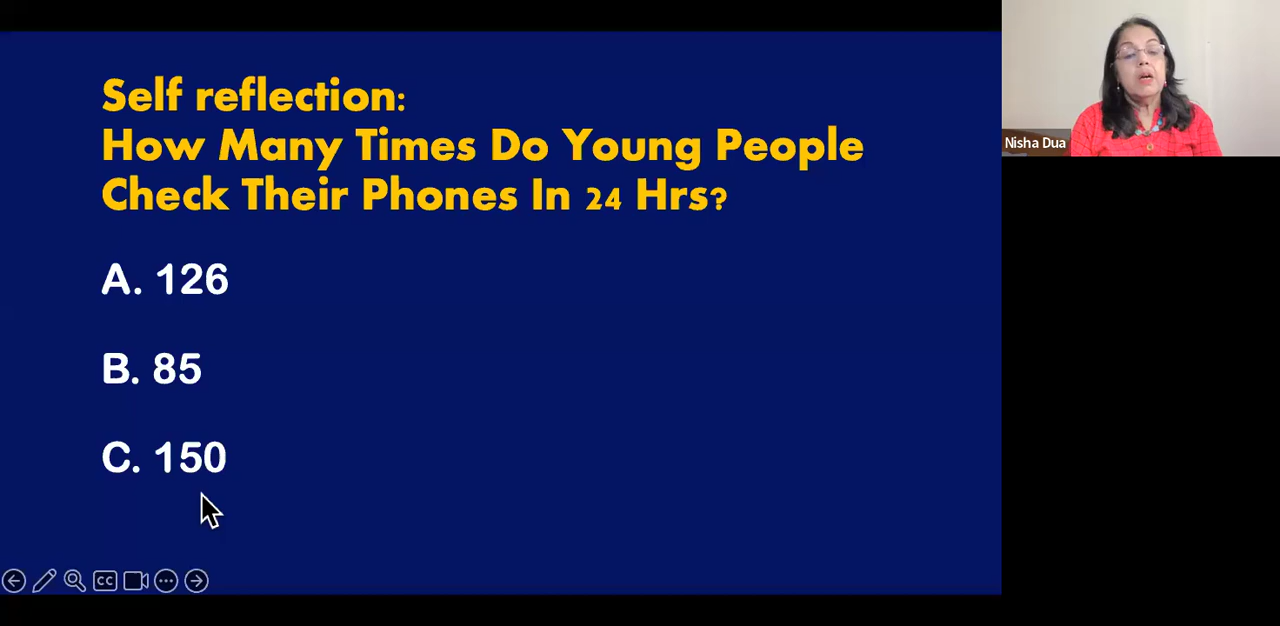 Self reflection:
How Many Times Do Young People
Check Their Phones In 24 Hrs?
A. 126
B. 85
C. 150
Nisha Dua
CC